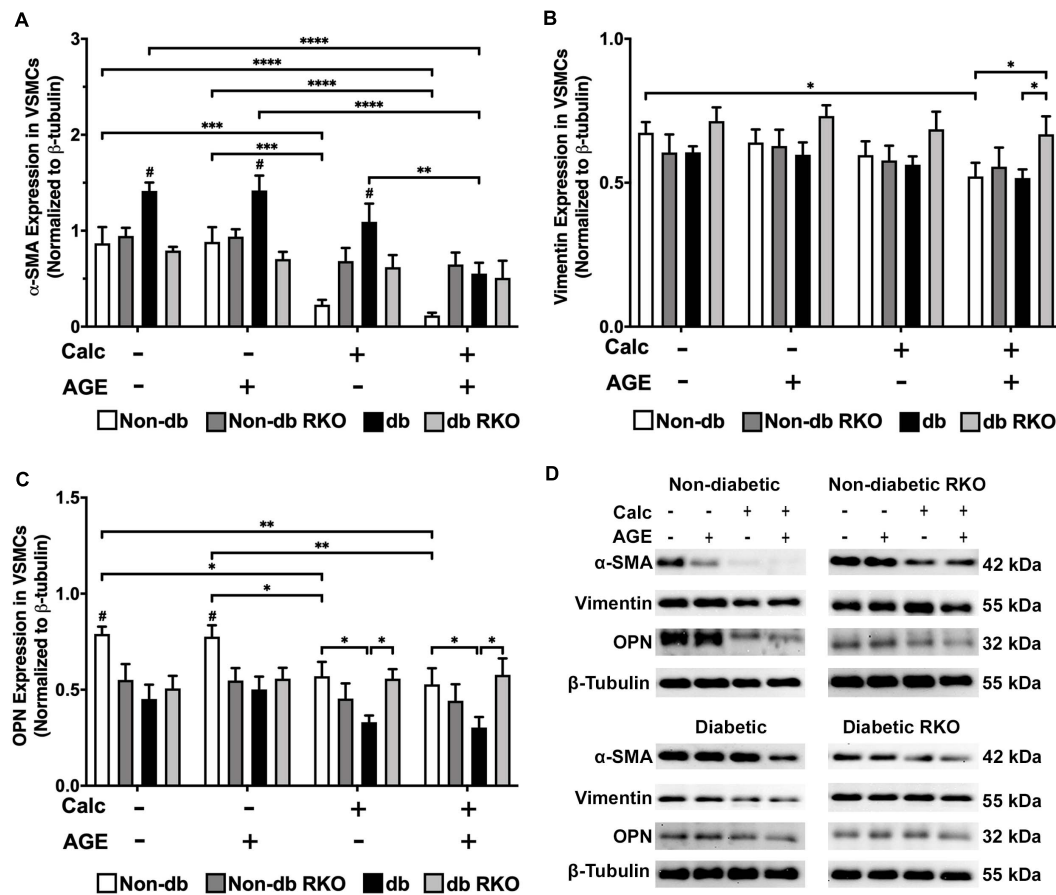 A
α-SMA Expression in VSMCs
(Normalized to β-tubulin)
3
2
1
0
****
****
****
****
***
***
**
# # #
Calc - - + +
AGE - + - +
Non-db Non-db RKO db db RKO
B
Vimentin Expression in VSMCs
(Normalized to β-tubulin)
1.0
0.5
0.0
*
*
*
Calc - - + +
AGE - + - +
Non-db Non-db RKO db db RKO
C
OPN Expression in VSMCs
(Normalized to β-tubulin)
1.5
1.0
0.5
0.0
**
**
*
*
# #
* * * *
Calc - - + +
AGE - + - +
Non-db Non-db RKO db db RKO
D
Non-diabetic Non-diabetic RKO
Calc - - + + - - + +
AGE - + - + - + - +
α-SMA 42 kDa
Vimentin 55 kDa
OPN 32 kDa
β-Tubulin 55 kDa
Diabetic Diabetic RKO
α-SMA 42 kDa
Vimentin 55 kDa
OPN 32 kDa
β-Tubulin 55 kDa